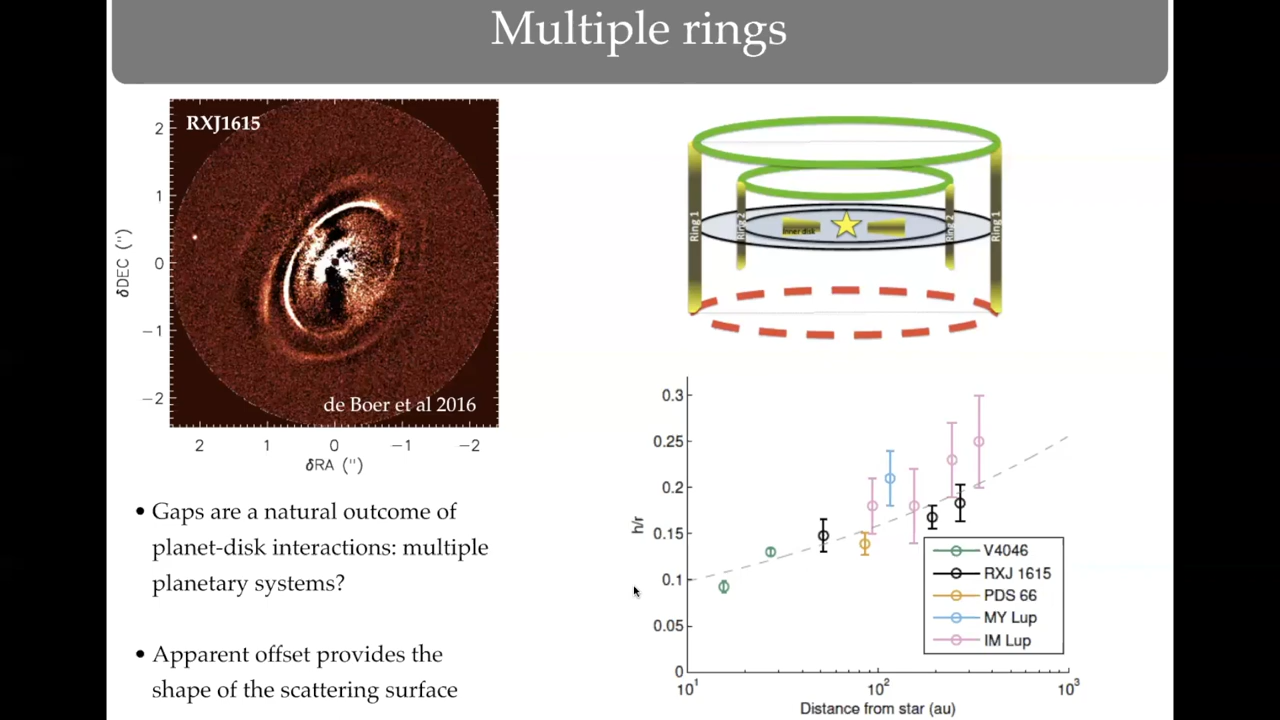 Multiple rings
RXJ1615
2
1
0
−1
−2
δDEC (")
2 1 0 −1 −2
δRA (")
de Boer et al 2016
Ring 1
Ring 2
Inner disk
Ring 2
Ring 1
0.3
0.25
0.2
0.15
0.1
0.05
0
h/r
V4046
RXJ 1615
PDS 66
MY Lup
IM Lup
10¹ 10² 10³
Distance from star (au)
• Gaps are a natural outcome of
planet-disk interactions: multiple
planetary systems?
• Apparent offset provides the
shape of the scattering surface